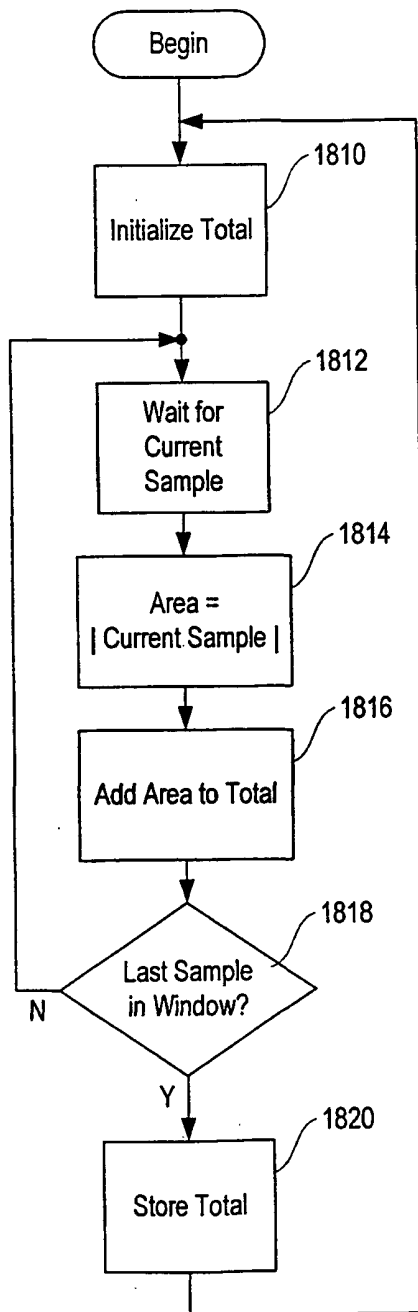 Begin
1810
Initialize Total
1812
Wait for
Current
Sample
1814
Area =
| Current Sample |
1816
Add Area to Total
1818
Last Sample
in Window?
N
Y
1820
Store Total